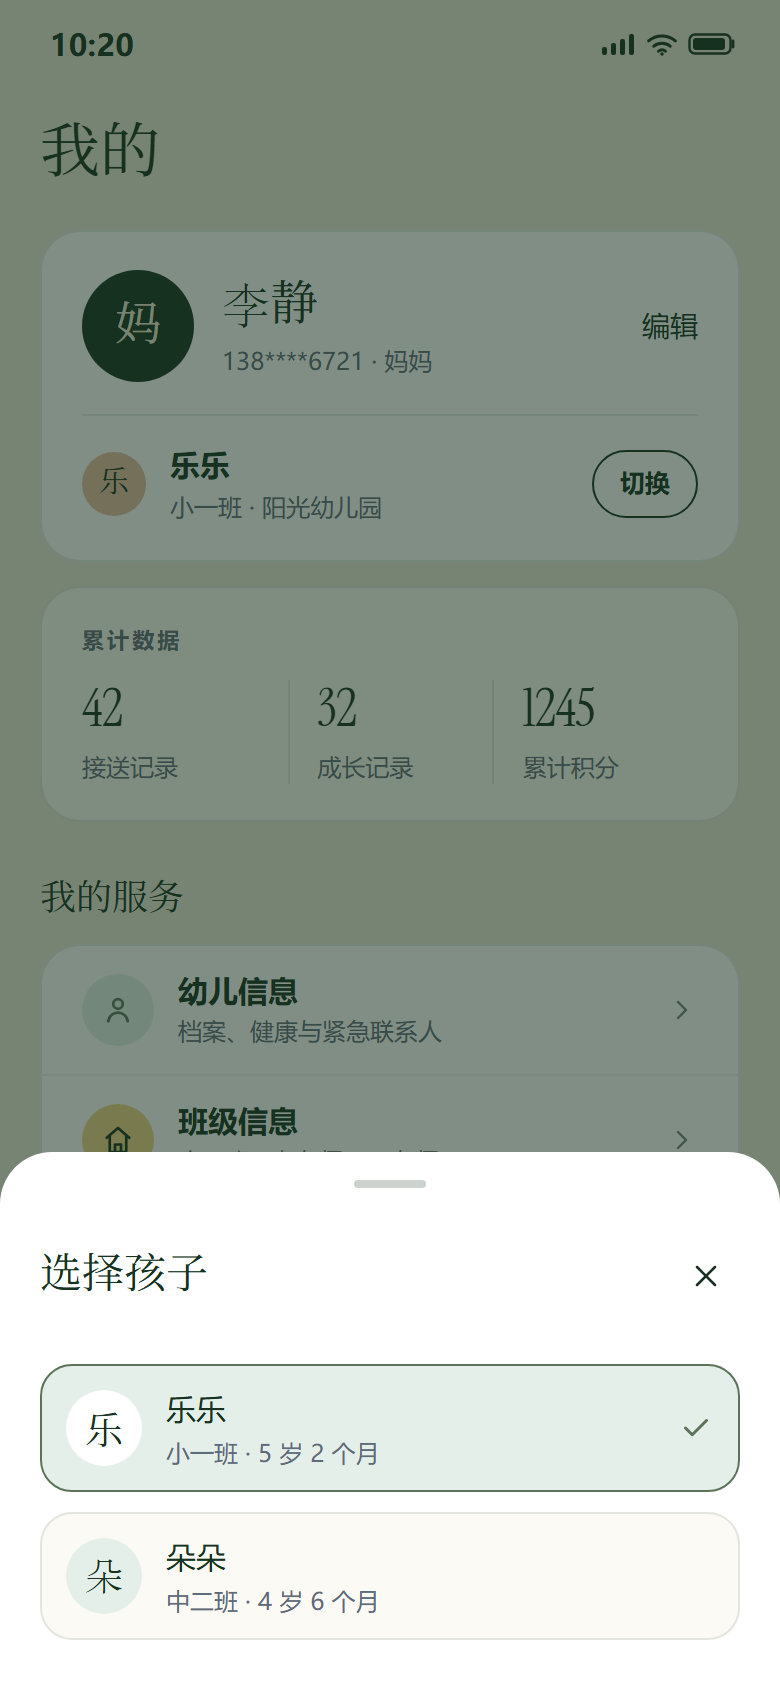 10:20
我的
妈
李静
编辑
138****6721 · 妈妈
乐
乐乐
小一班 · 阳光幼儿园
切换
累计数据
42
32
1245
接送记录
成长记录
累计积分
我的服务
幼儿信息
档案、健康与紧急联系人
班级信息
选择孩子
乐
乐乐
小一班 · 5 岁 2 个月
朵
朵朵
中二班 · 4 岁 6 个月